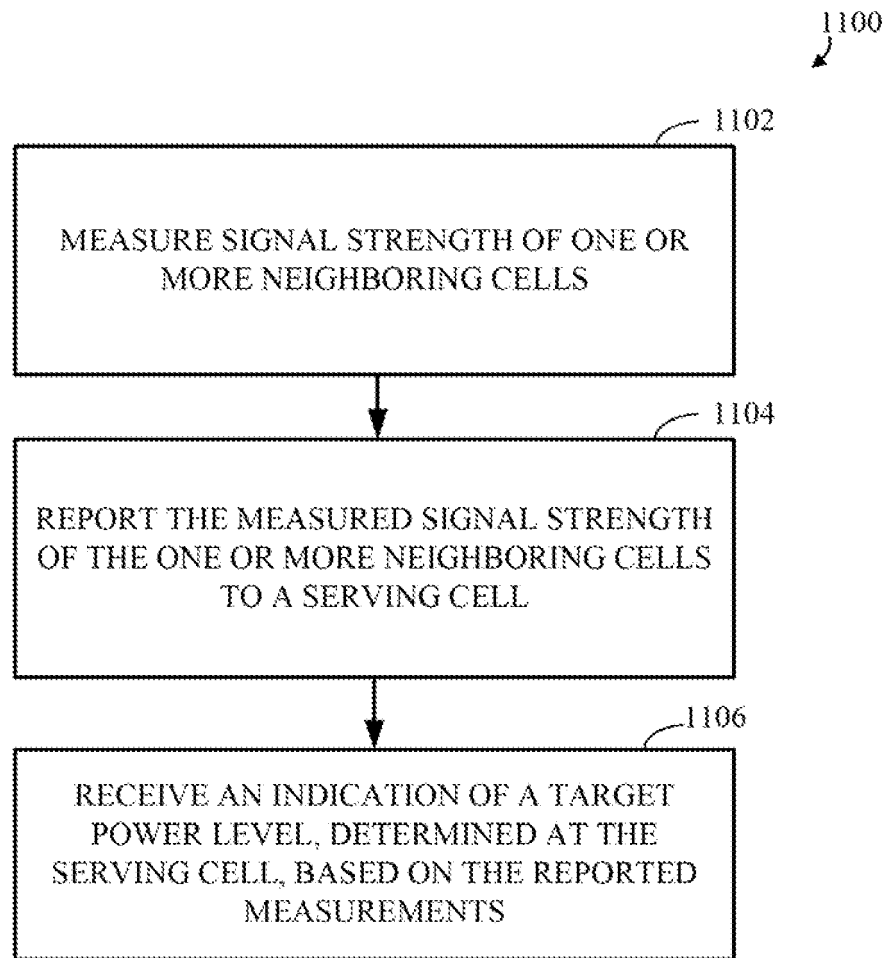 1100
1102
MEASURE SIGNAL STRENGTH OF ONE OR
MORE NEIGHBORING CELLS
1104
REPORT THE MEASURED SIGNAL STRENGTH
OF THE ONE OR MORE NEIGHBORING CELLS
TO A SERVING CELL
1106
RECEIVE AN INDICATION OF A TARGET
POWER LEVEL, DETERMINED AT THE
SERVING CELL, BASED ON THE REPORTED
MEASUREMENTS